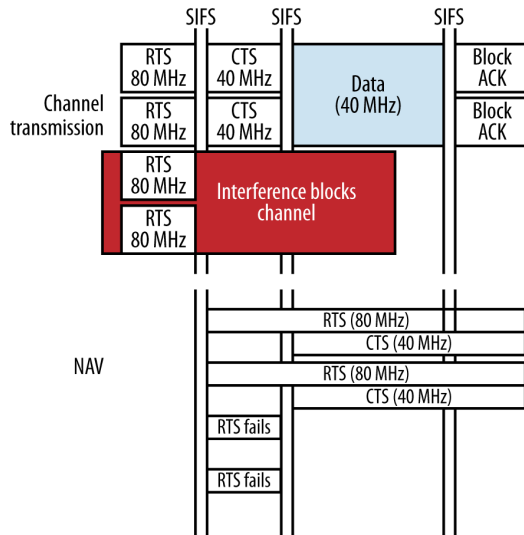 SIFS SIFS SIFS
RTS
80 MHz
CTS
40 MHz
Data
(40 MHz)
Block
ACK
Channel
transmission
RTS
80 MHz
CTS
40 MHz
Block
ACK
RTS
80 MHz
Interference blocks
channel
RTS
80 MHz
NAV
RTS (80 MHz)
CTS (40 MHz)
RTS (80 MHz)
CTS (40 MHz)
RTS fails
RTS fails